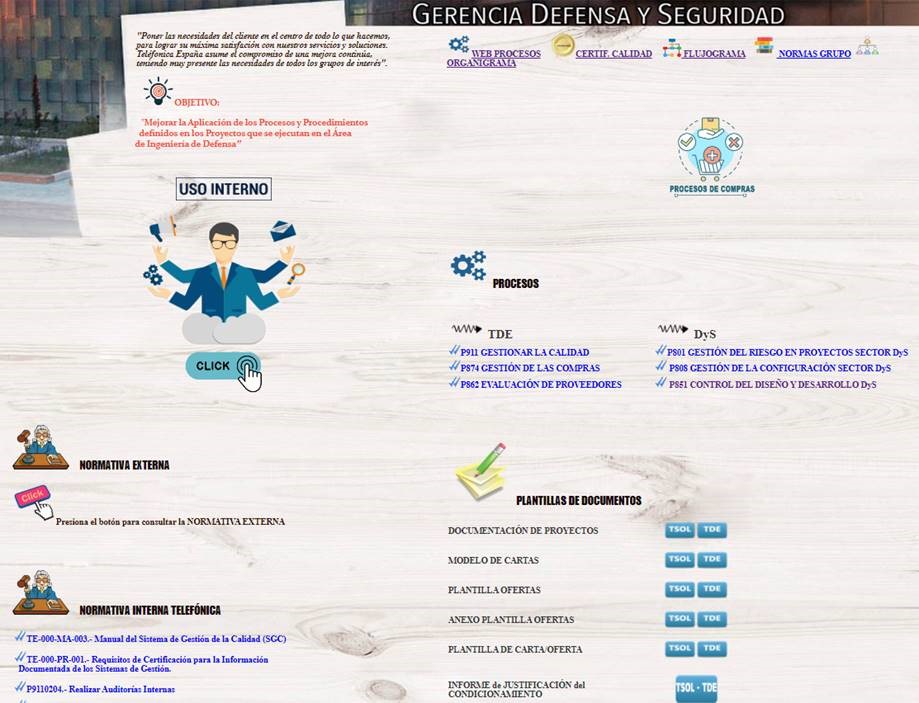 GERENCIA DEFENSA Y SEGURIDAD
"Poner las necesidades del cliente en el centro de todo lo que hacemos,
para lograr su máxima satisfacción con nuestros servicios y soluciones.
Teléfonica España asume el compromiso de una mejora continua,
teniendo muy presente las necesidades de todos los grupos de interés".
WEB PROCESOS CERTIF. CALIDAD FLUJOGRAMA NORMAS GRUPO
ORGANIGRAMA
OBJETIVO:
"Mejorar la Aplicación de los Procesos y Procedimientos
definidos en los Proyectos que se ejecutan en el Área
de Ingeniería de Defensa"
USO INTERNO
CLICK
PROCESOS DE COMPRAS
PROCESOS
TDE
P911 GESTIONAR LA CALIDAD
P874 GESTIÓN DE LAS COMPRAS
P862 EVALUACIÓN DE PROVEEDORES
DyS
P801 GESTIÓN DEL RIESGO EN PROYECTOS SECTOR DyS
P808 GESTIÓN DE LA CONFIGURACIÓN SECTOR DyS
P851 CONTROL DEL DISEÑO Y DESARROLLO DyS
NORMATIVA EXTERNA
Click
Presiona el botón para consultar la NORMATIVA EXTERNA
NORMATIVA INTERNA TELEFÓNICA
TE-000-MA-003.- Manual del Sistema de Gestión de la Calidad (SGC)
TE-000-PR-001.- Requisitos de Certificación para la Información
Documentada de los Sistemas de Gestión.
P9110204.- Realizar Auditorías Internas
PLANTILLAS DE DOCUMENTOS
DOCUMENTACIÓN DE PROYECTOS TSOL TDE
MODELO DE CARTAS TSOL TDE
PLANTILLA OFERTAS TSOL TDE
ANEXO PLANTILLA OFERTAS TSOL TDE
PLANTILLA DE CARTA/OFERTA TSOL TDE
INFORME de JUSTIFICACIÓN del TSOL - TDE
CONDICIONAMIENTO